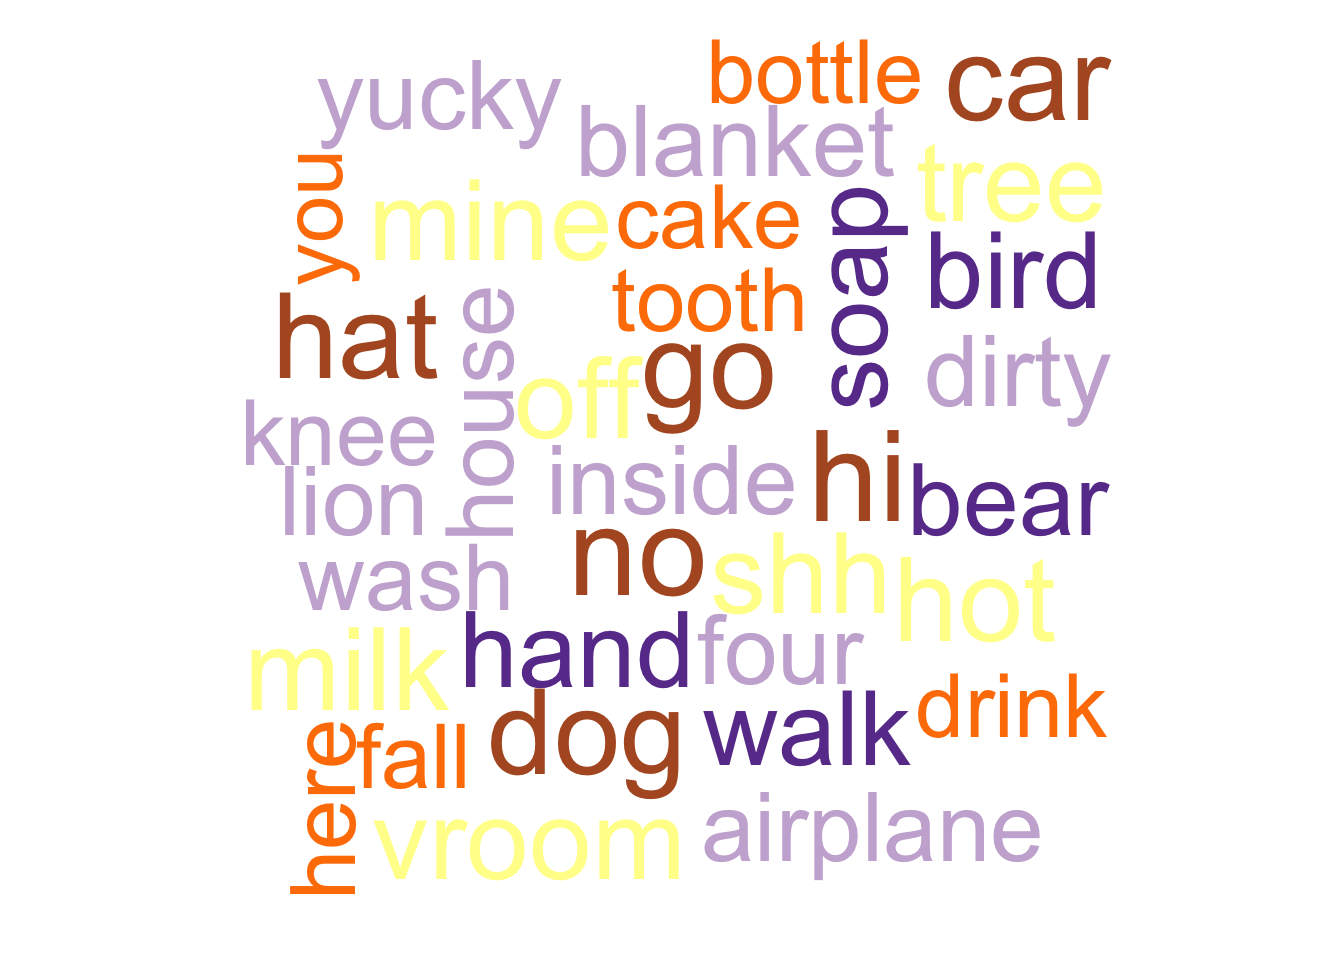 bottle
car
yucky
blanket
you
mine
cake
soap
tree
bird
tooth
hat
house
off
go
dirty
knee
lion
inside
hi
bear
wash
no
shh
hot
milk
hand
four
here
fall
dog
walk
drink
vroom
airplane